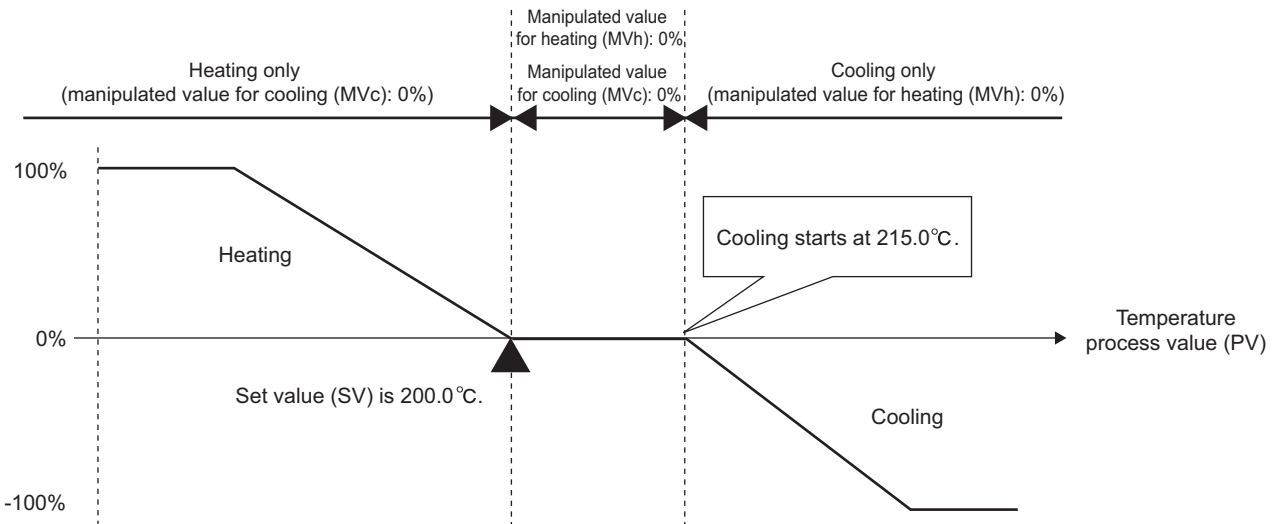 Manipulated value
for heating (MVh): 0%
Heating only
(manipulated value for cooling (MVc): 0%)
Manipulated value
for cooling (MVc): 0%
Cooling only
(manipulated value for heating (MVh): 0%)
100%
Heating
Cooling starts at 215.0℃.
0%
Temperature
process value (PV)
Set value (SV) is 200.0℃.
Cooling
-100%